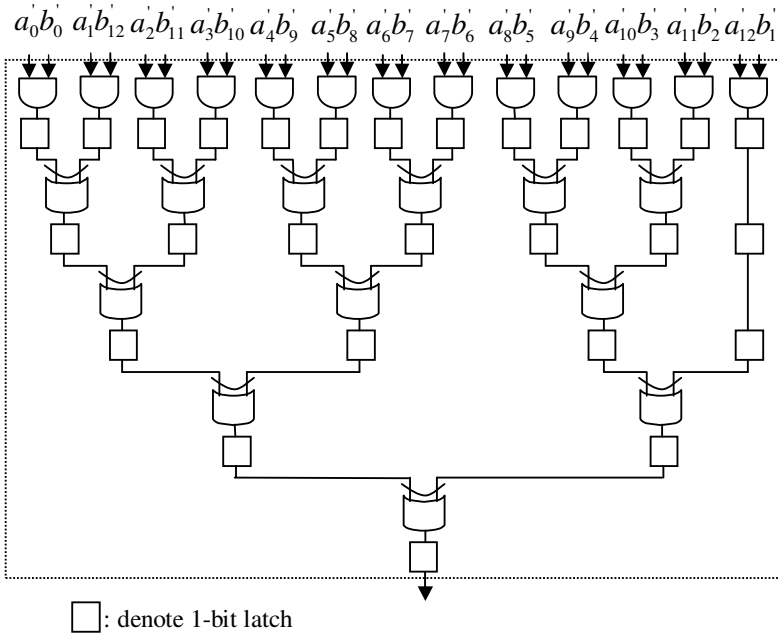 a'₀b'₀ a'₁b'₁₂ a'₂b'₁₁ a'₃b'₁₀ a'₄b'₉ a'₅b'₈ a'₆b'₇ a'₇b'₆ a'₈b'₅ a'₉b'₄ a'₁₀b'₃ a'₁₁b'₂ a'₁₂b'₁
: denote 1-bit latch